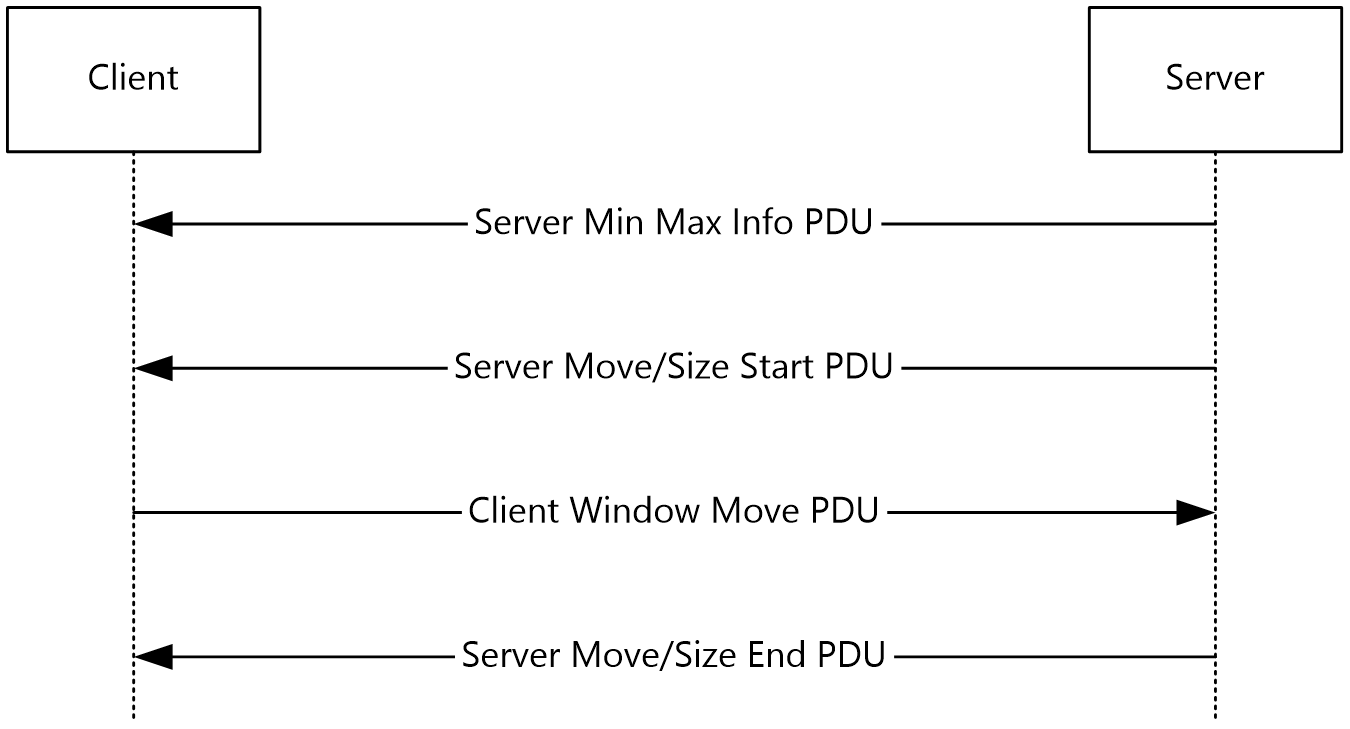 Client
Server
Server Min Max Info PDU
Server Move/Size Start PDU
Client Window Move PDU
Server Move/Size End PDU